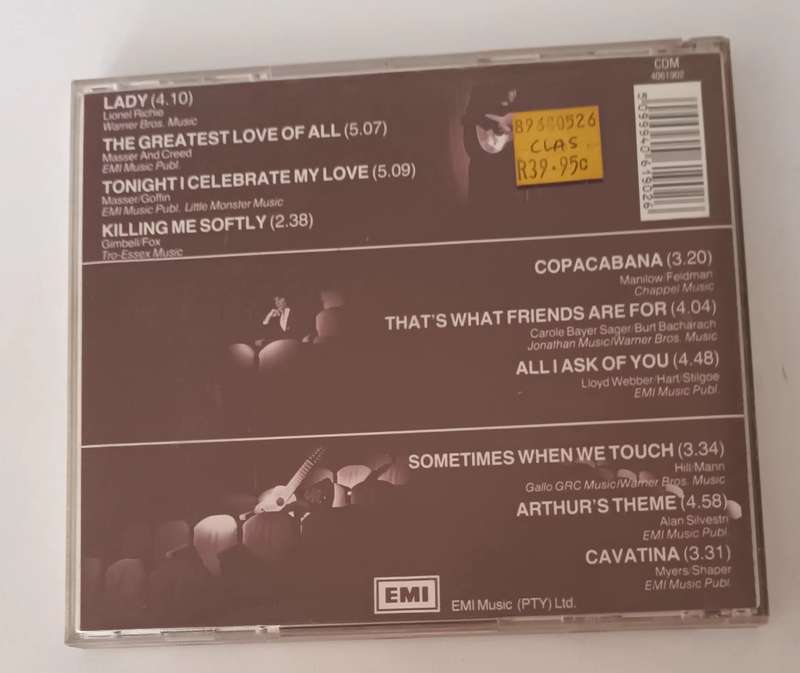 LADY (4.10)
Lionel Richie
Warner Bros. Music
THE GREATEST LOVE OF ALL (5.07)
Masser And Creed
EMI Music Publ.
TONIGHT I CELEBRATE MY LOVE (5.09)
Masser/Goffin
EMI Music Publ. Little Monster Music
KILLING ME SOFTLY (2.38)
Gimbell/Fox
Tro-Essex Music
89680526
CLAS
R39.95c
CDM
4061902
5099940619026
COPACABANA (3.20)
Manilow/Feldman
Chappel Music
THAT'S WHAT FRIENDS ARE FOR (4.04)
Carole Bayer Sager/Burt Bacharach
Jonathan Music/Warner Bros. Music
ALL I ASK OF YOU (4.48)
Lloyd Webber/Hart/Stilgoe
EMI Music Publ.
SOMETIMES WHEN WE TOUCH (3.34)
Hill/Mann
Gallo GRC Music/Warner Bros. Music
ARTHUR'S THEME (4.58)
Alan Silvestri
EMI Music Publ.
CAVATINA (3.31)
Myers/Shaper
EMI Music Publ.
EMI
EMI Music (PTY) Ltd.